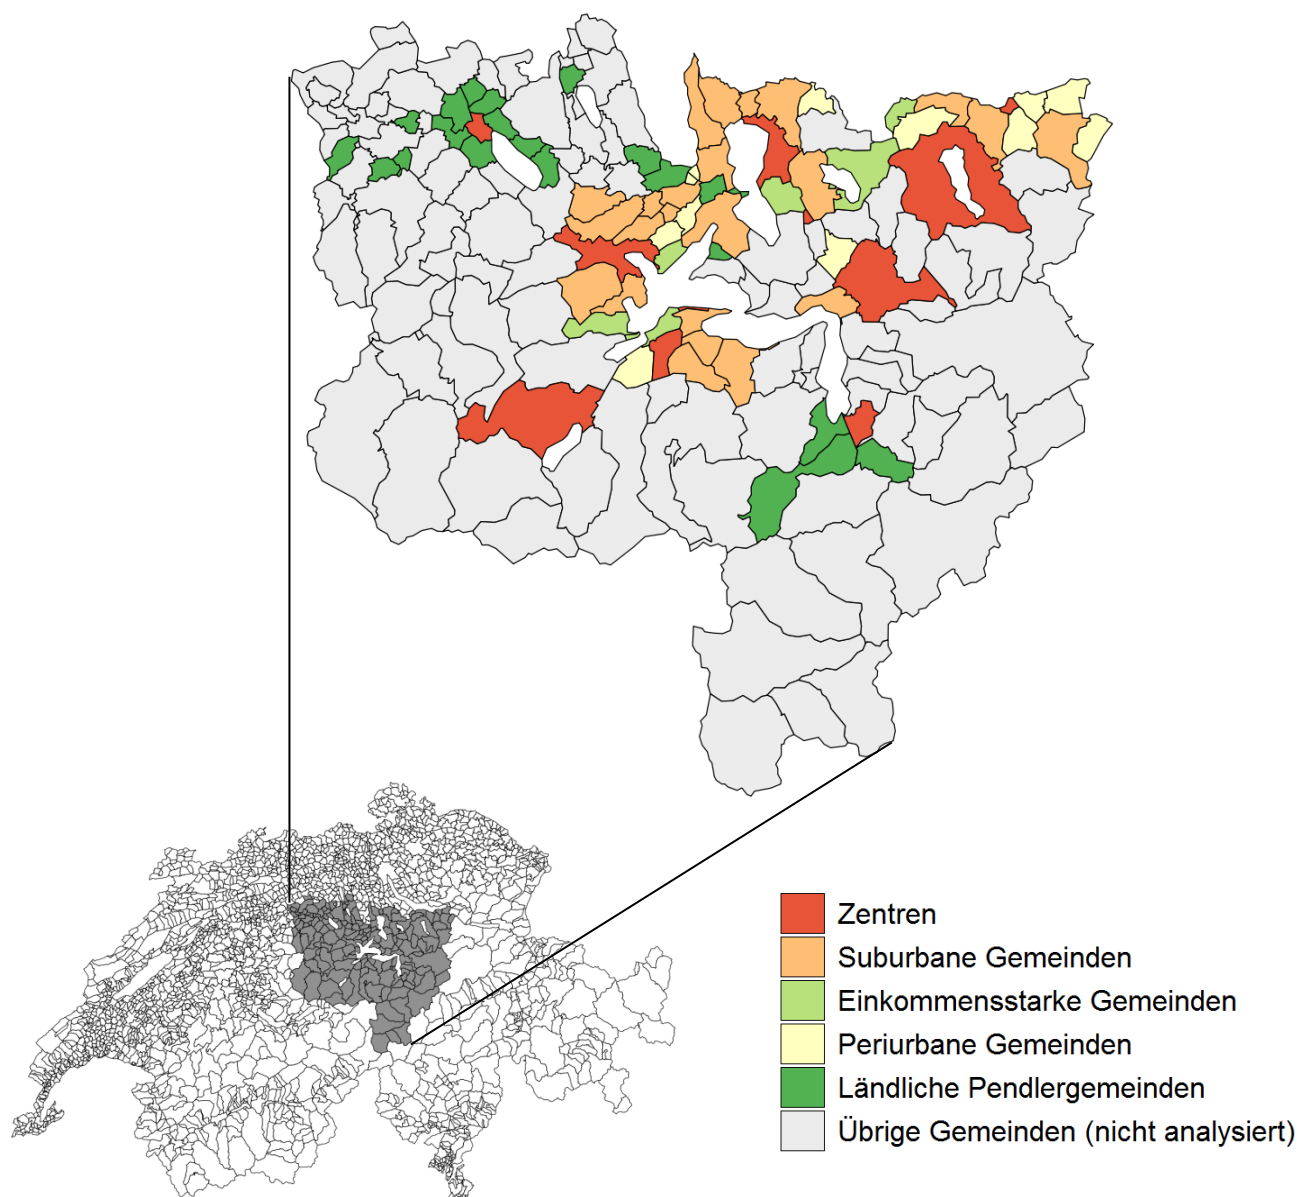 Zentren
Suburbane Gemeinden
Einkommensstarke Gemeinden
Periurbane Gemeinden
Ländliche Pendlergemeinden
Übrige Gemeinden (nicht analysiert)